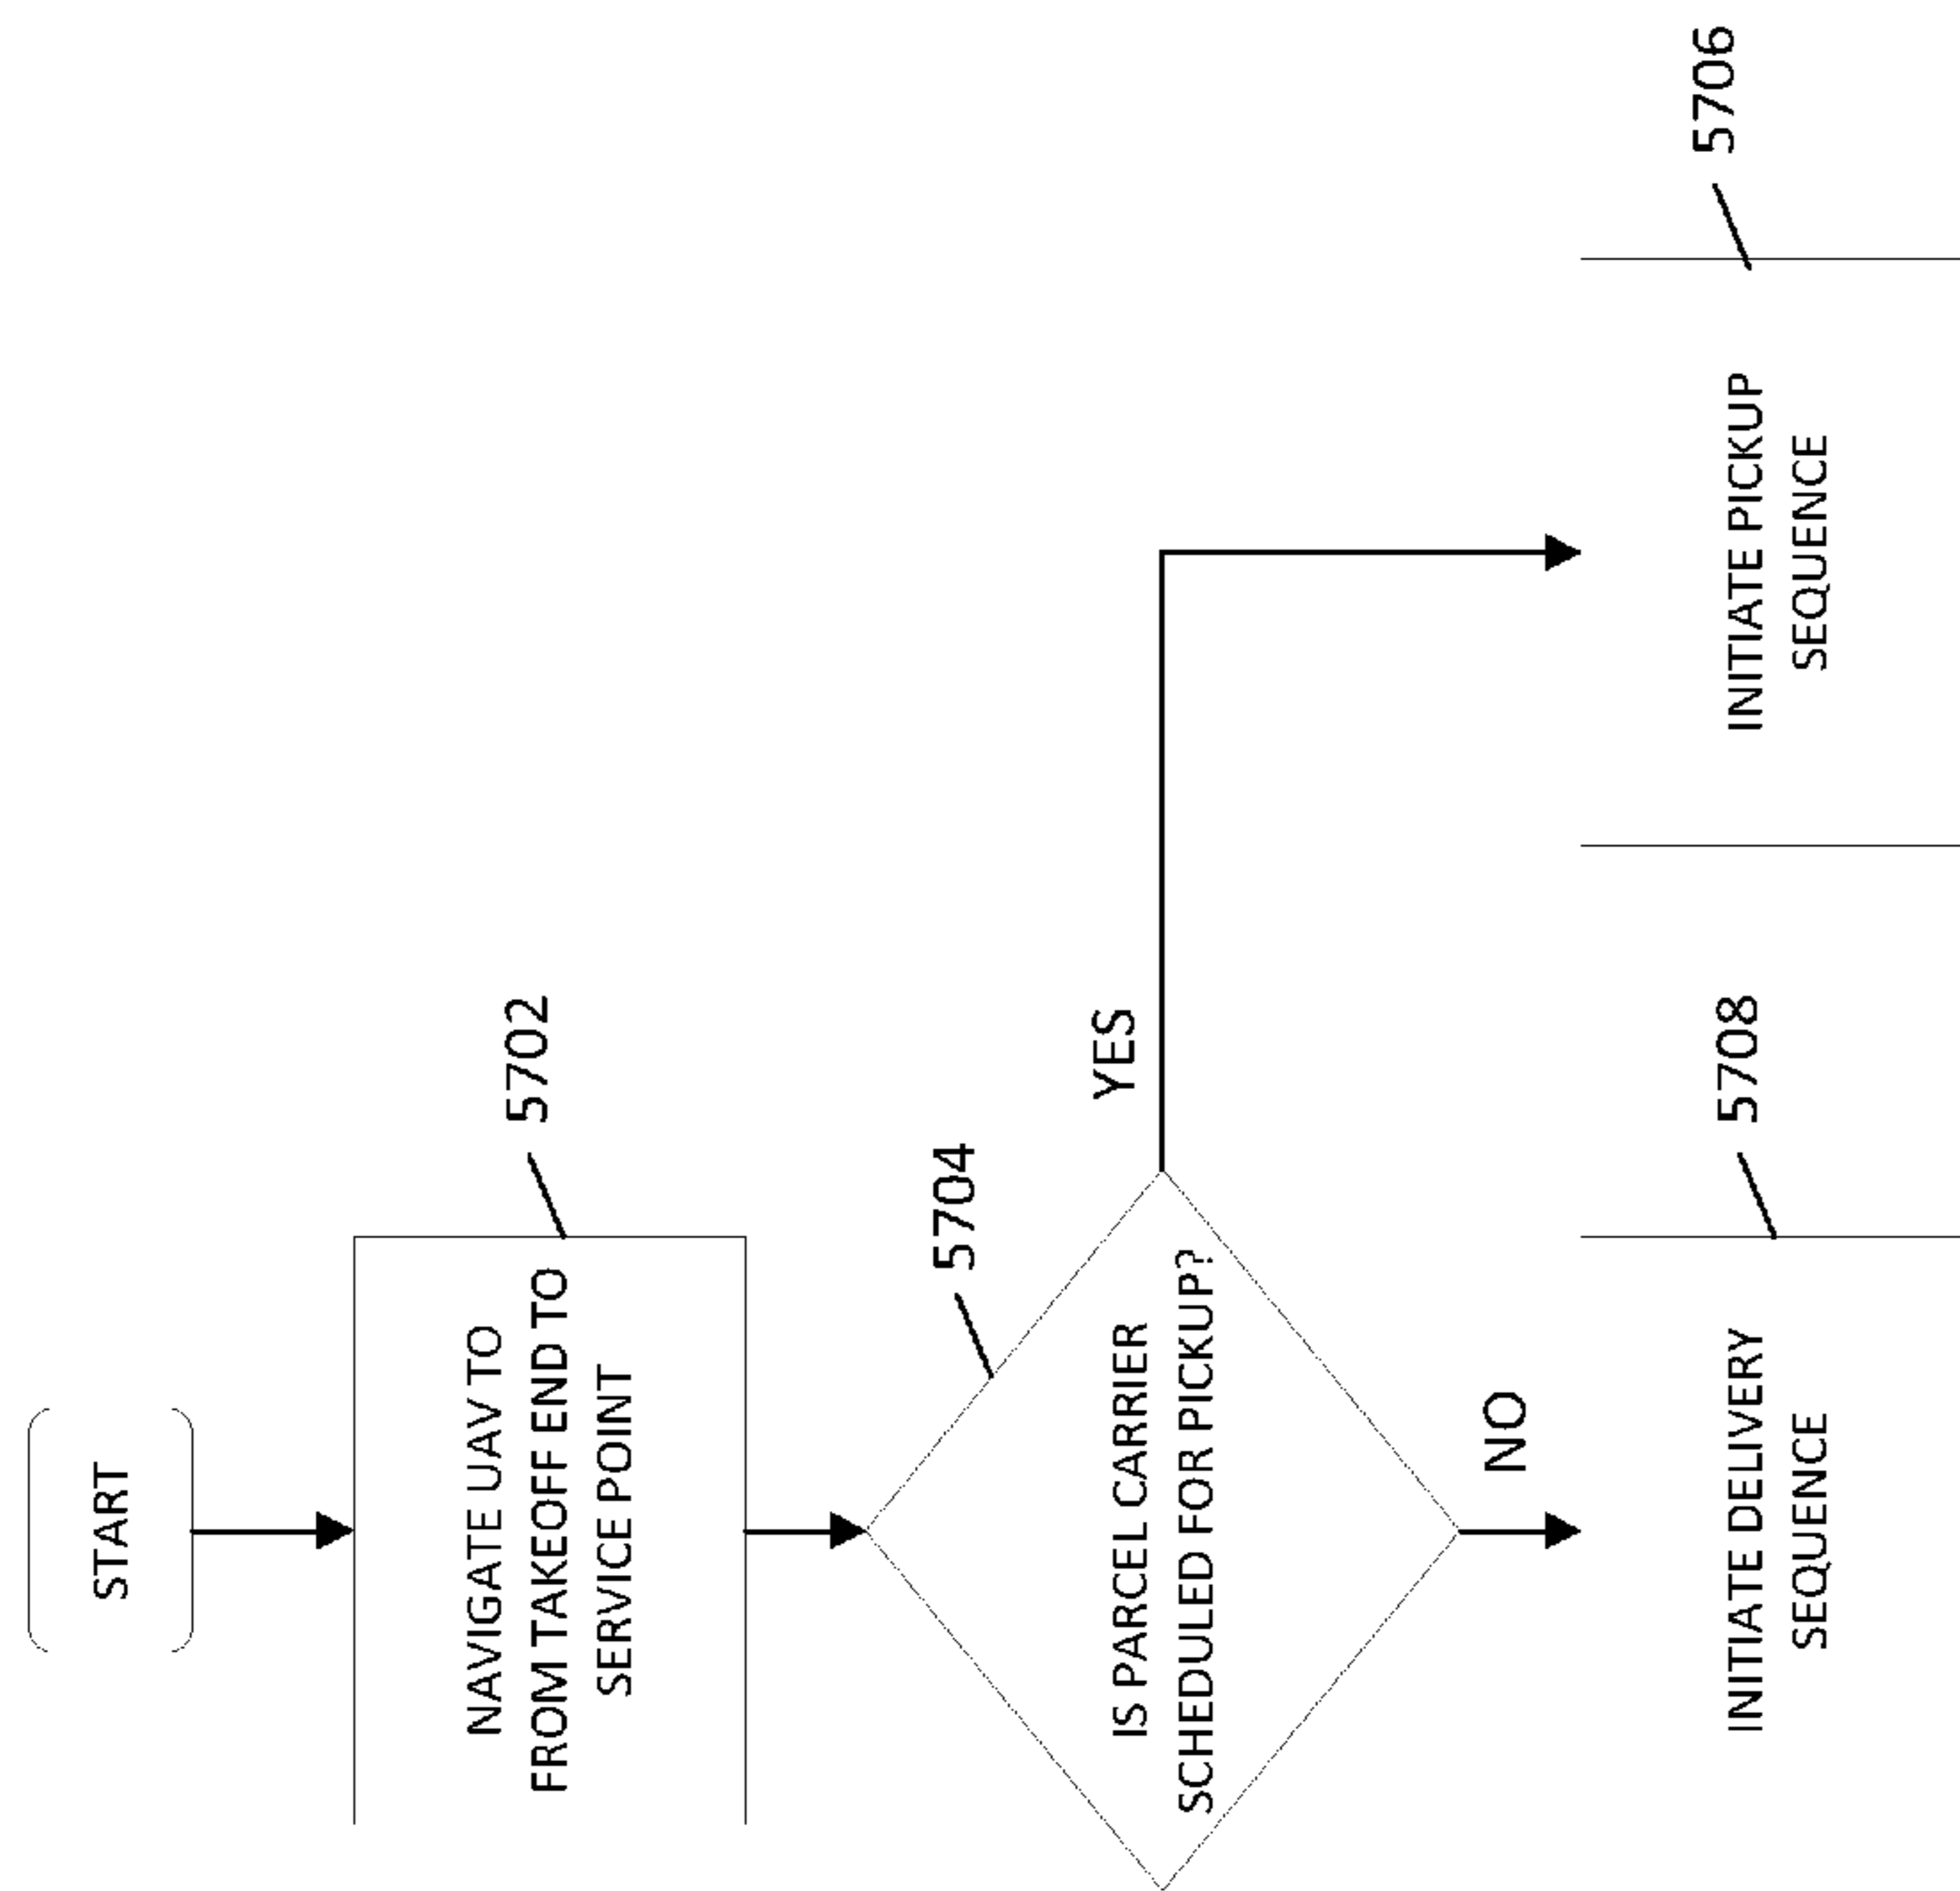 START
5702
NAVIGATE UAV TO
FROM TAKEOFF END TO
SERVICE POINT
5704
IS PARCEL CARRIER
SCHEDULED FOR PICKUP?
YES
NO
5708
INITIATE DELIVERY
SEQUENCE
5706
INITIATE PICKUP
SEQUENCE